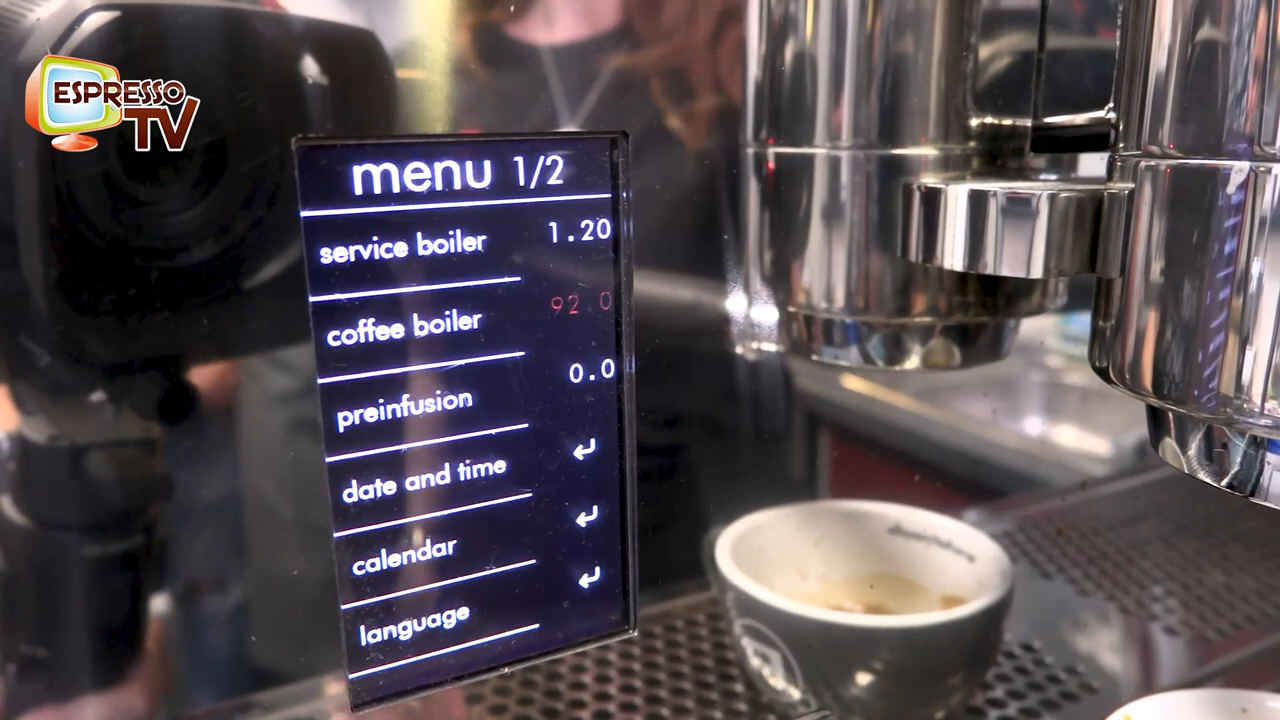 ESPRESSO
TV
menu 1/2
service boiler 1.20
coffee boiler 92.0
preinfusion 0.0
date and time ↵
calendar ↵
language ↵